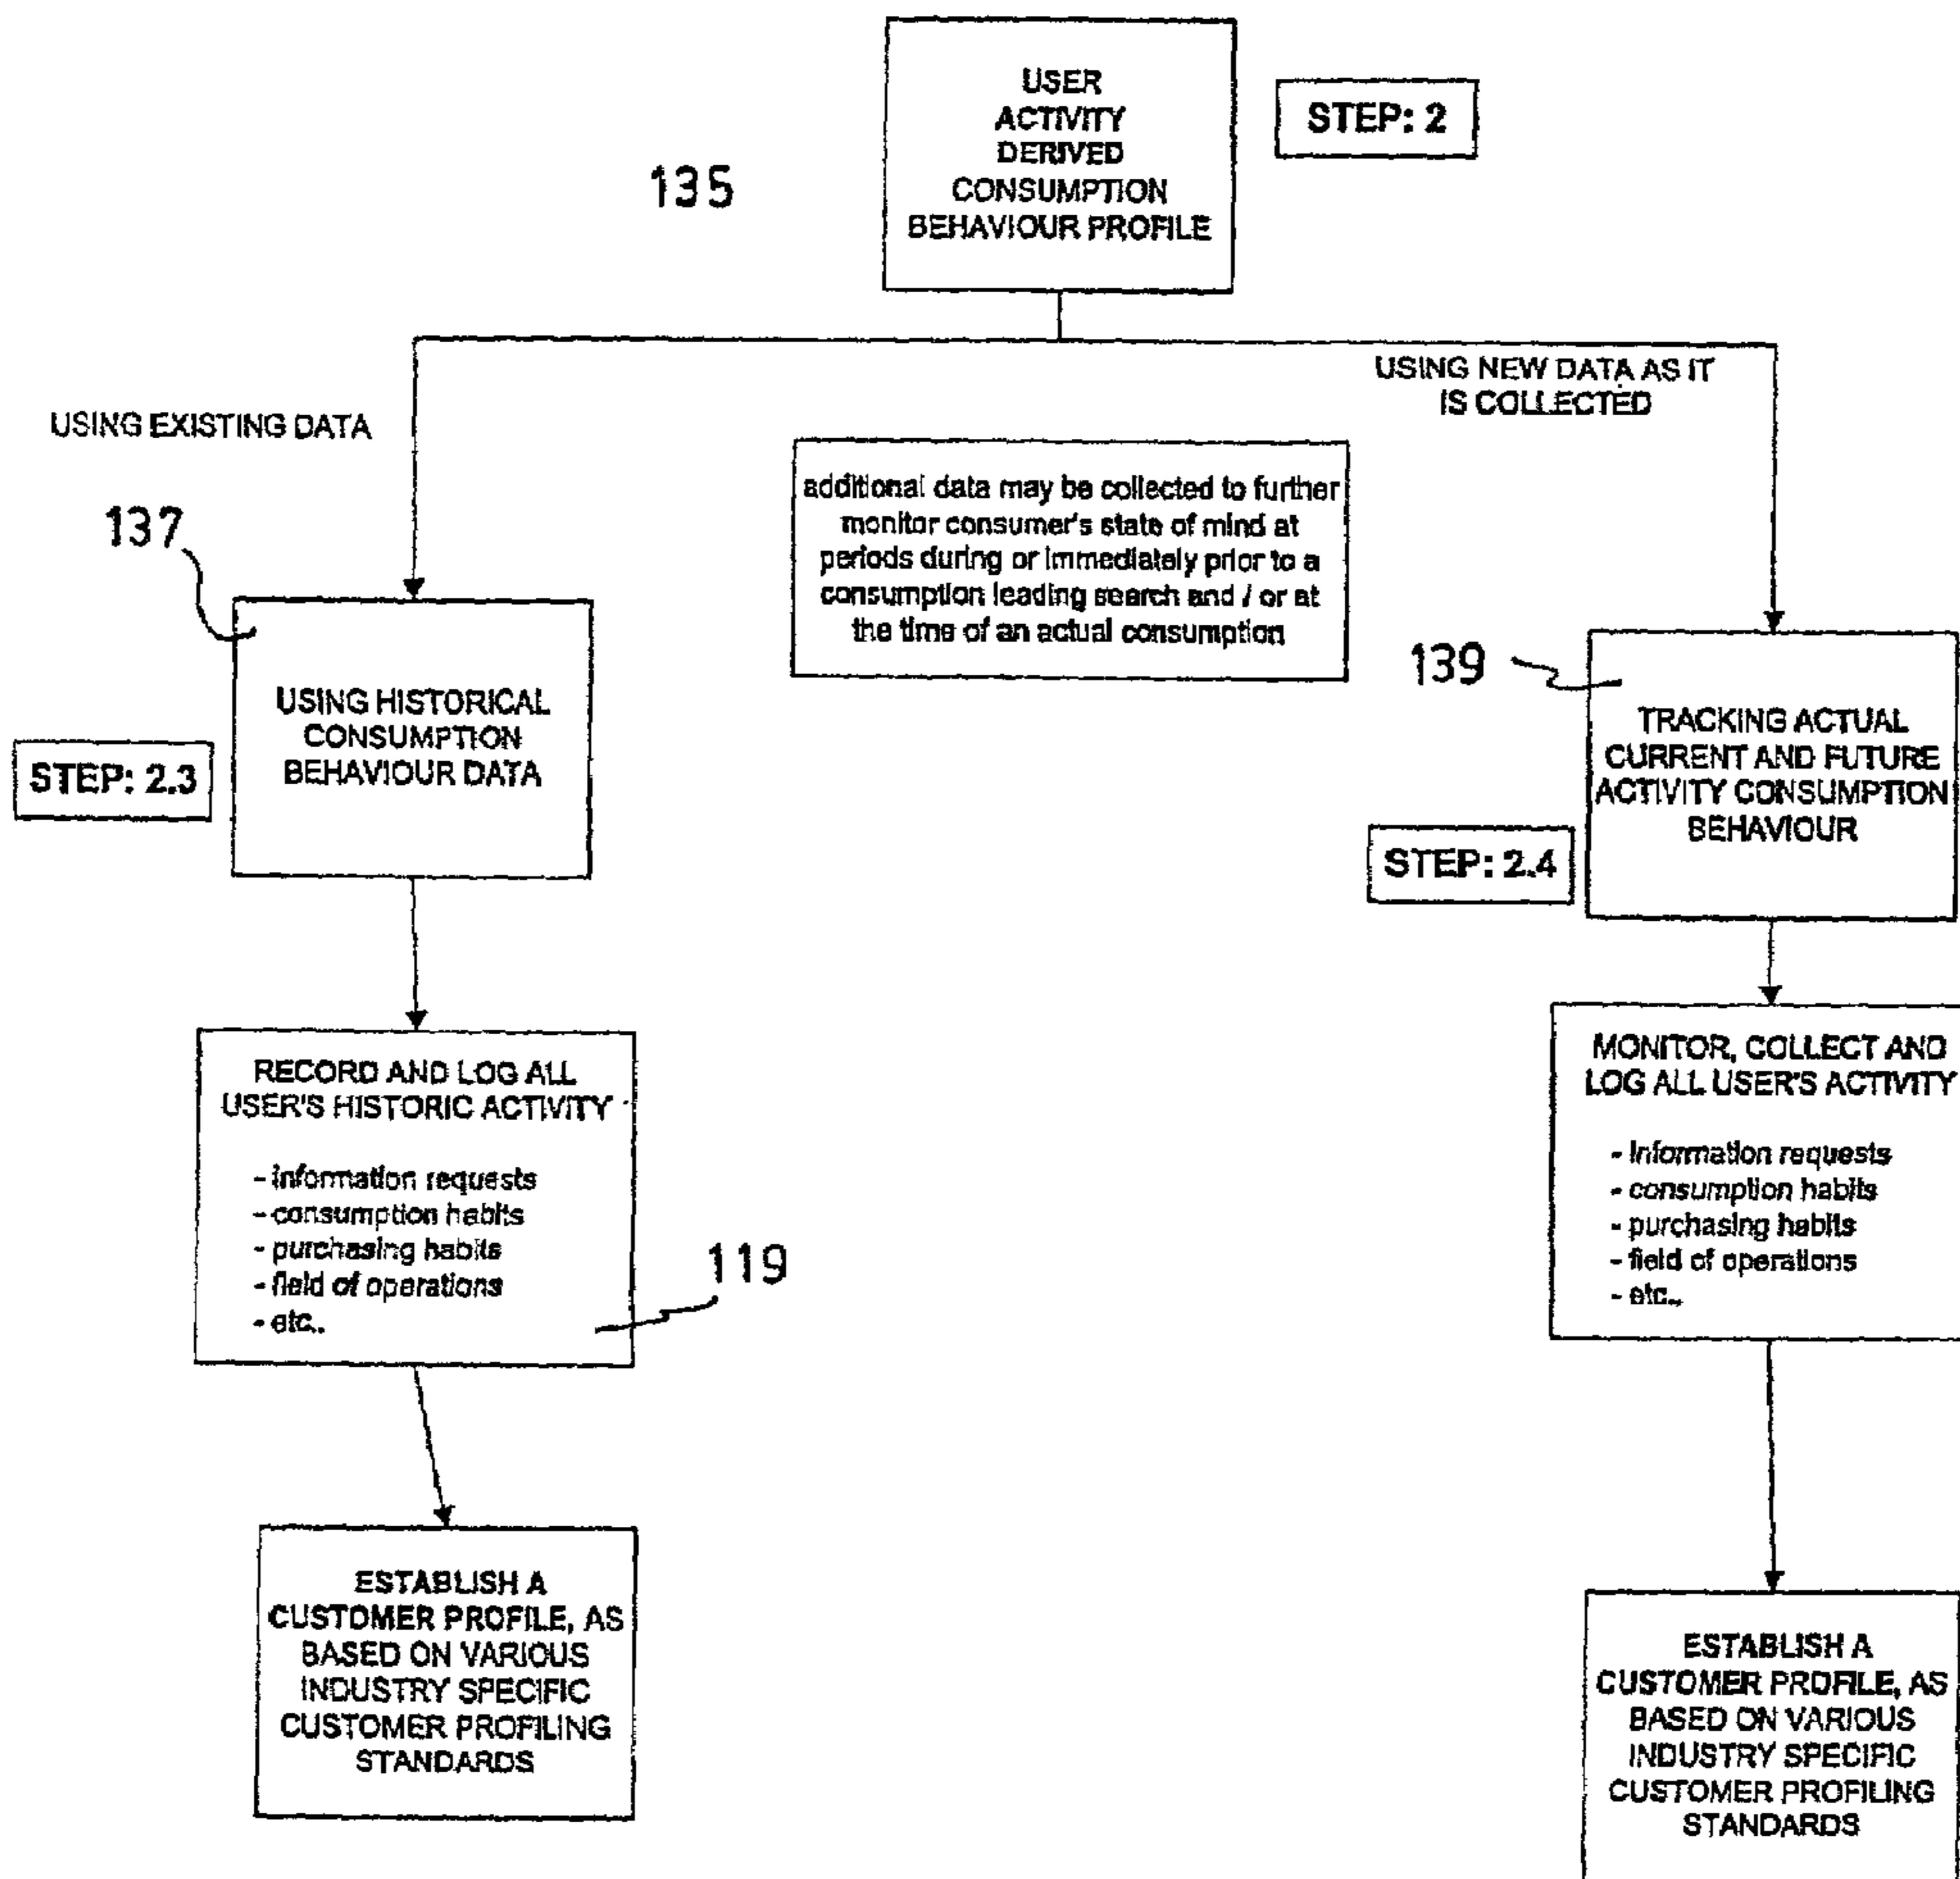 USER
ACTIVITY
DERIVED
CONSUMPTION
BEHAVIOUR PROFILE
STEP: 2
135
USING EXISTING DATA
USING NEW DATA AS IT
IS COLLECTED
additional data may be collected to further
monitor consumer's state of mind at
periods during or immediately prior to a
consumption leading search and / or at
the time of an actual consumption
137
USING HISTORICAL
CONSUMPTION
BEHAVIOUR DATA
STEP: 2.3
139
TRACKING ACTUAL
CURRENT AND FUTURE
ACTIVITY CONSUMPTION
BEHAVIOUR
STEP: 2.4
RECORD AND LOG ALL
USER'S HISTORIC ACTIVITY
- information requests
- consumption habits
- purchasing habits
- field of operations
- etc..
119
MONITOR, COLLECT AND
LOG ALL USER'S ACTIVITY
- information requests
- consumption habits
- purchasing habits
- field of operations
- etc..
ESTABLISH A
CUSTOMER PROFILE, AS
BASED ON VARIOUS
INDUSTRY SPECIFIC
CUSTOMER PROFILING
STANDARDS
ESTABLISH A
CUSTOMER PROFILE, AS
BASED ON VARIOUS
INDUSTRY SPECIFIC
CUSTOMER PROFILING
STANDARDS